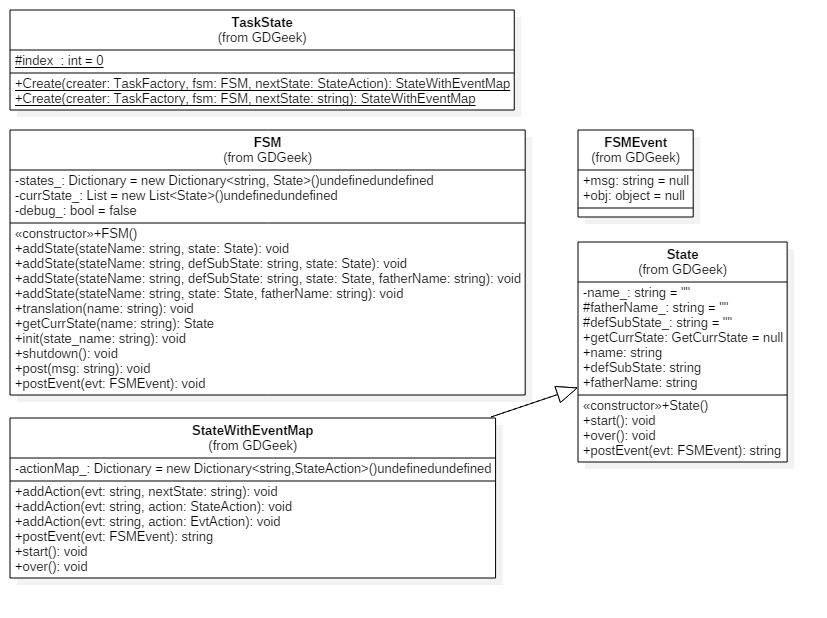 TaskState
(from GDGeek)
#index_: int = 0
+Create(creater: TaskFactory, fsm: FSM, nextState: StateAction): StateWithEventMap
+Create(creater: TaskFactory, fsm: FSM, nextState: string): StateWithEventMap
FSM
(from GDGeek)
-states_: Dictionary = new Dictionary<string, State>()undefinedundefined
-currState_: List = new List<State>()undefinedundefined
-debug_: bool = false
«constructor»+FSM()
+addState(stateName: string, state: State): void
+addState(stateName: string, defSubState: string, state: State): void
+addState(stateName: string, defSubState: string, state: State, fatherName: string): void
+addState(stateName: string, state: State, fatherName: string): void
+translation(name: string): void
+getCurrState(name: string): State
+init(state_name: string): void
+shutdown(): void
+post(msg: string): void
+postEvent(evt: FSMEvent): void
FSMEvent
(from GDGeek)
+msg: string = null
+obj: object = null
State
(from GDGeek)
-name_: string = ""
#fatherName_: string = ""
#defSubState_: string = ""
+getCurrState: GetCurrState = null
+name: string
+defSubState: string
+fatherName: string
«constructor»+State()
+start(): void
+over(): void
+postEvent(evt: FSMEvent): string
StateWithEventMap
(from GDGeek)
-actionMap_: Dictionary = new Dictionary<string,StateAction>()undefinedundefined
+addAction(evt: string, nextState: string): void
+addAction(evt: string, action: StateAction): void
+addAction(evt: string, action: EvtAction): void
+postEvent(evt: FSMEvent): string
+start(): void
+over(): void